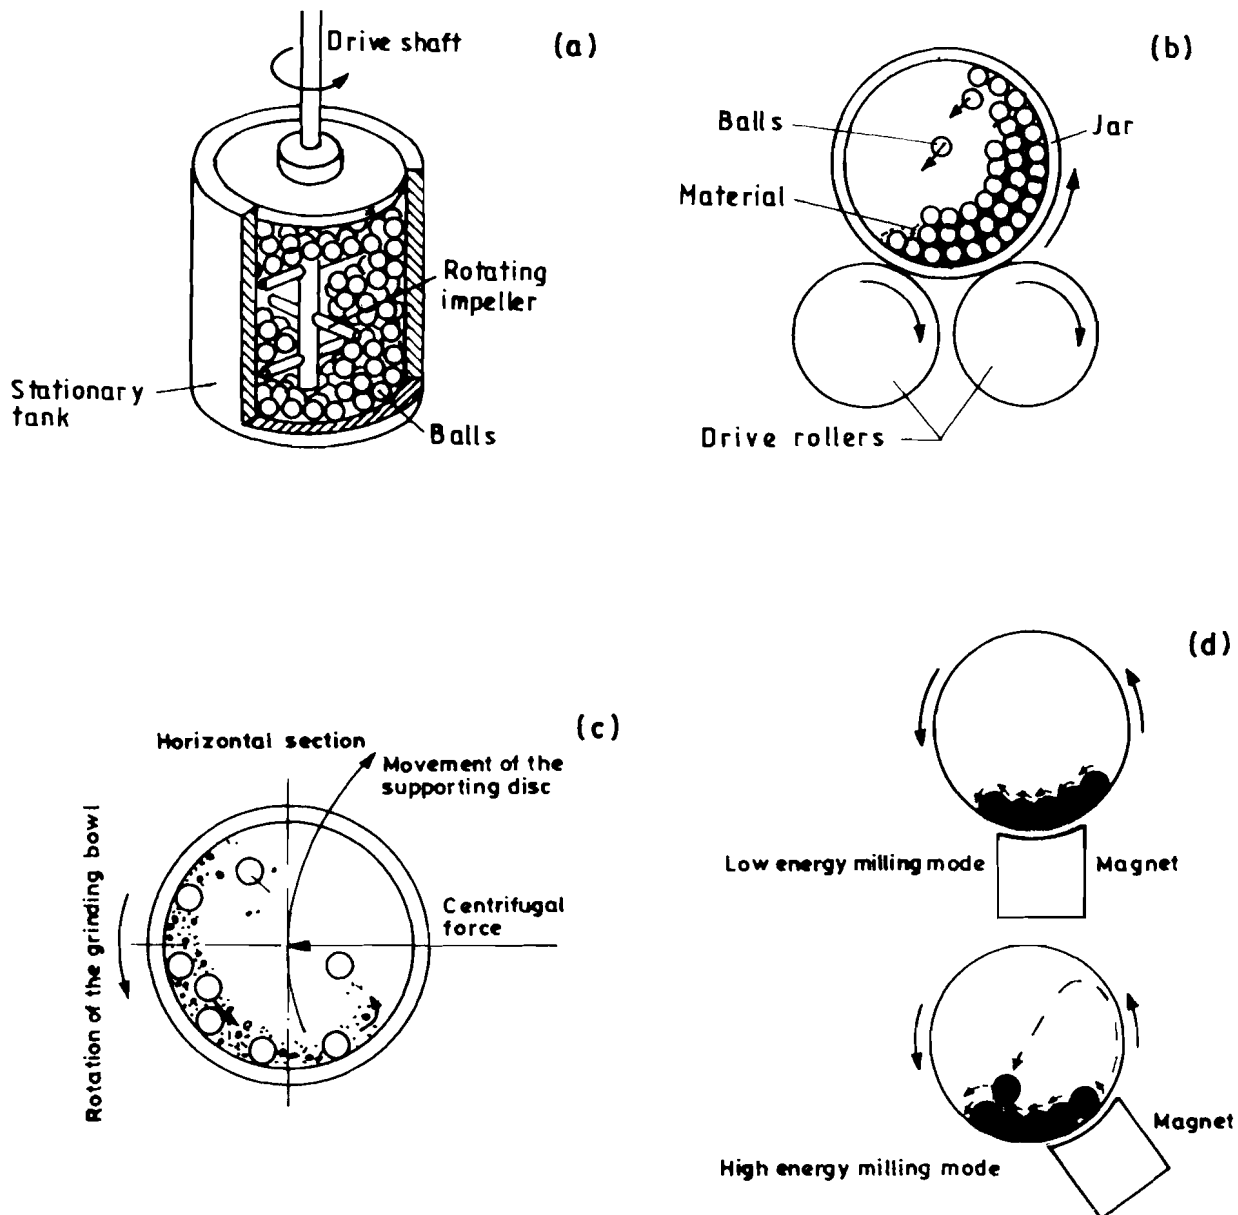 (a)
Drive shaft
Rotating
impeller
Stationary
tank
Balls
(b)
Balls
Jar
Material
Drive rollers
(c)
Horizontal section
Movement of the
supporting disc
Rotation of the grinding bowl
Centrifugal
force
(d)
Low energy milling mode
Magnet
Magnet
High energy milling mode